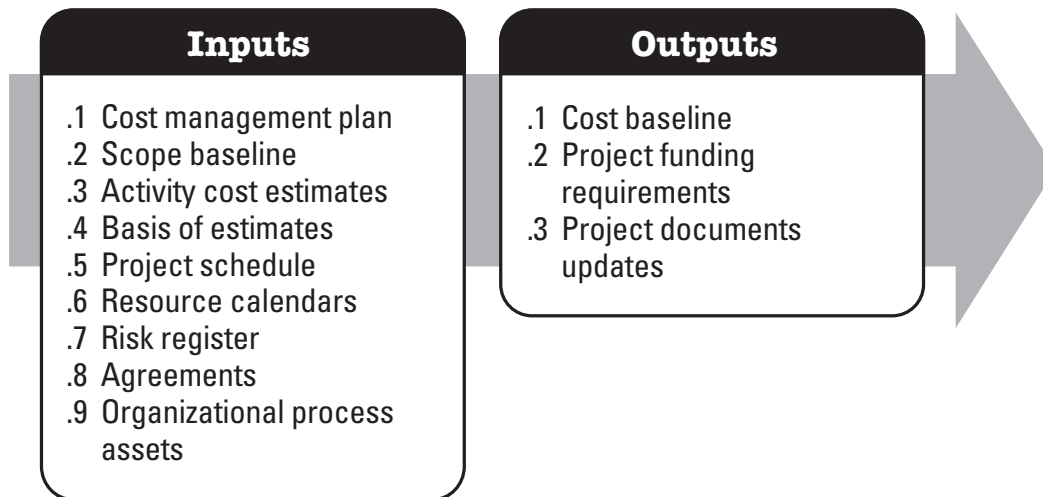 Inputs
.1 Cost management plan
.2 Scope baseline
.3 Activity cost estimates
.4 Basis of estimates
.5 Project schedule
.6 Resource calendars
.7 Risk register
.8 Agreements
.9 Organizational process
assets
Outputs
.1 Cost baseline
.2 Project funding
requirements
.3 Project documents
updates